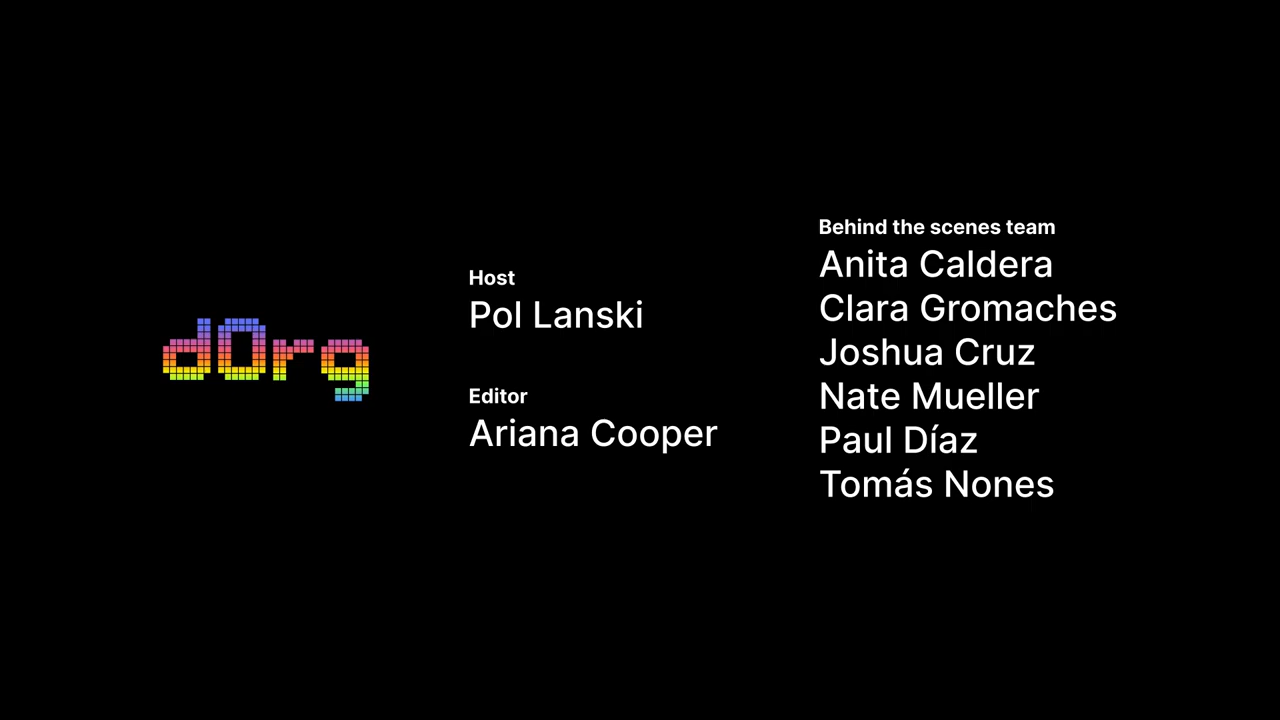 dOrg
Host
Pol Lanski
Editor
Ariana Cooper
Behind the scenes team
Anita Caldera
Clara Gromaches
Joshua Cruz
Nate Mueller
Paul Díaz
Tomás Nones